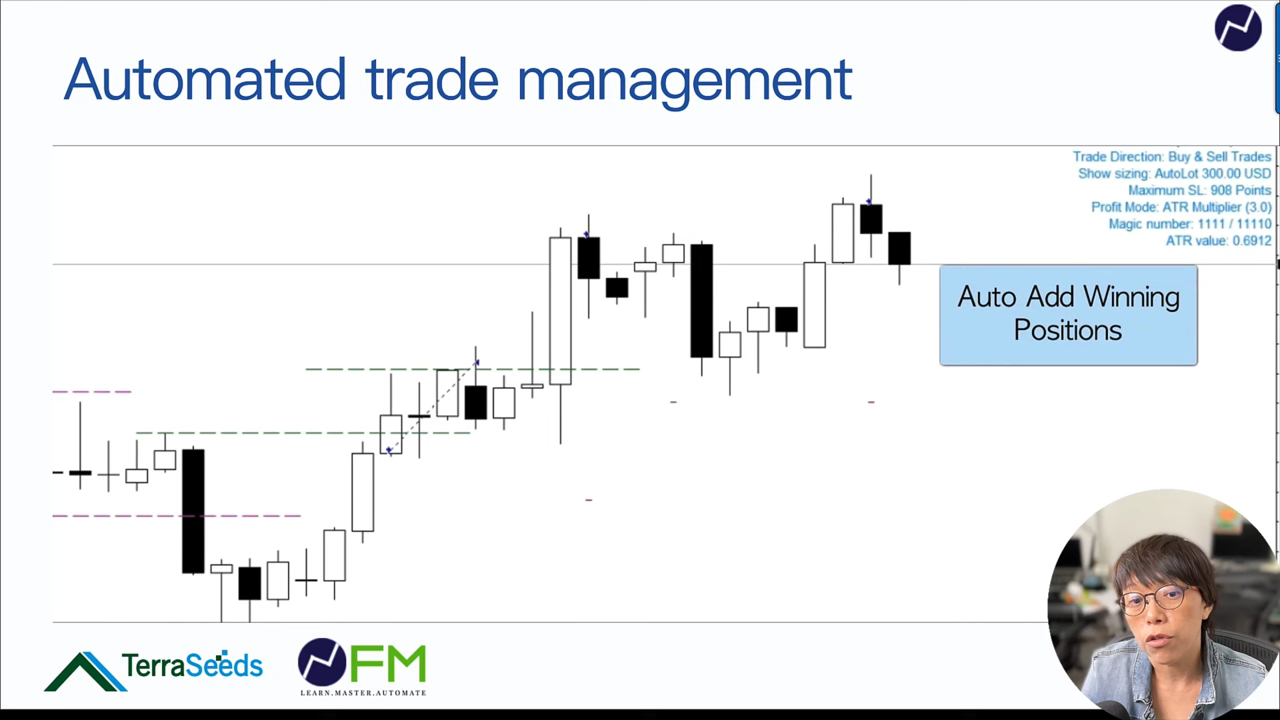 Automated trade management
Trade Direction: Buy & Sell Trades
Show sizing: AutoLot 300.00 USD
Maximum SL: 908 Points
Profit Mode: ATR Multiplier (3.0)
Magic number: 1111 / 11110
ATR value: 0.6912
Auto Add Winning
Positions
TerraSeeds
FM
LEARN.MASTER.AUTOMATE